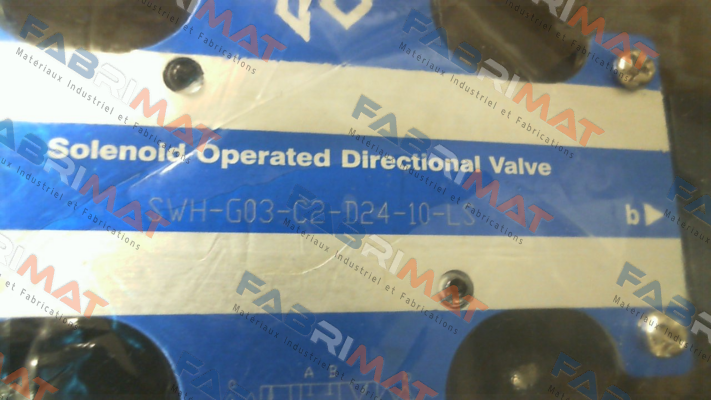 Solenoid Operated Directional Valve
SWH-G03-C2-D24-10-LS
b
A B
FABRIMAT
Materiaux Industriel et Fabrications